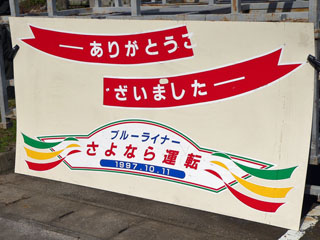 ありがとうご
ざいました
ブルーライナー
さよなら運転
1997.10.11